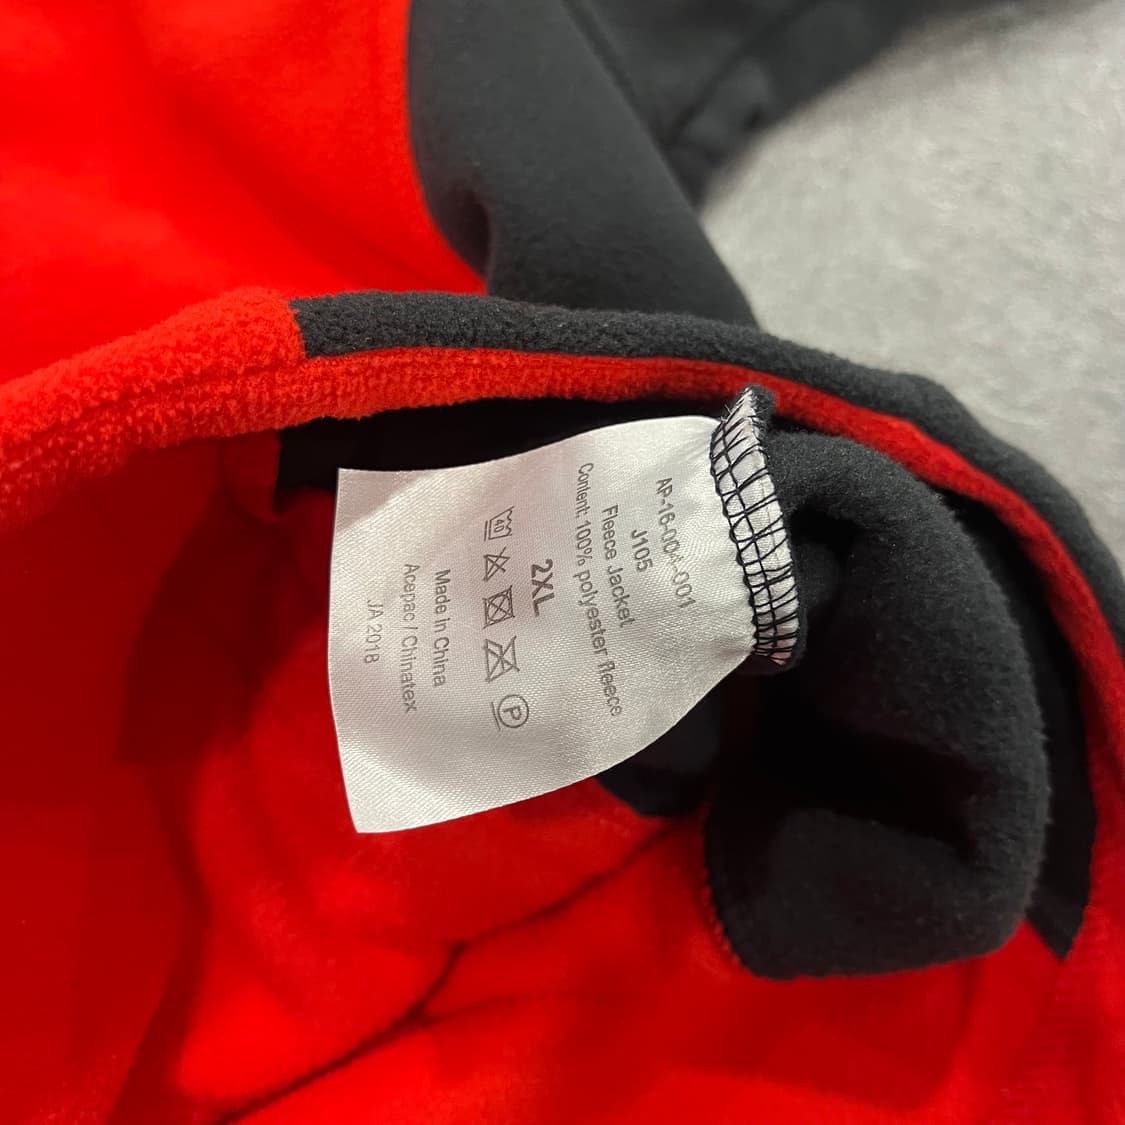 AP-16-004-001
J105
Fleece Jacket
Content: 100% polyester fleece
2XL
40 P
Made in China
Acepac / Chinatex
JA 2018